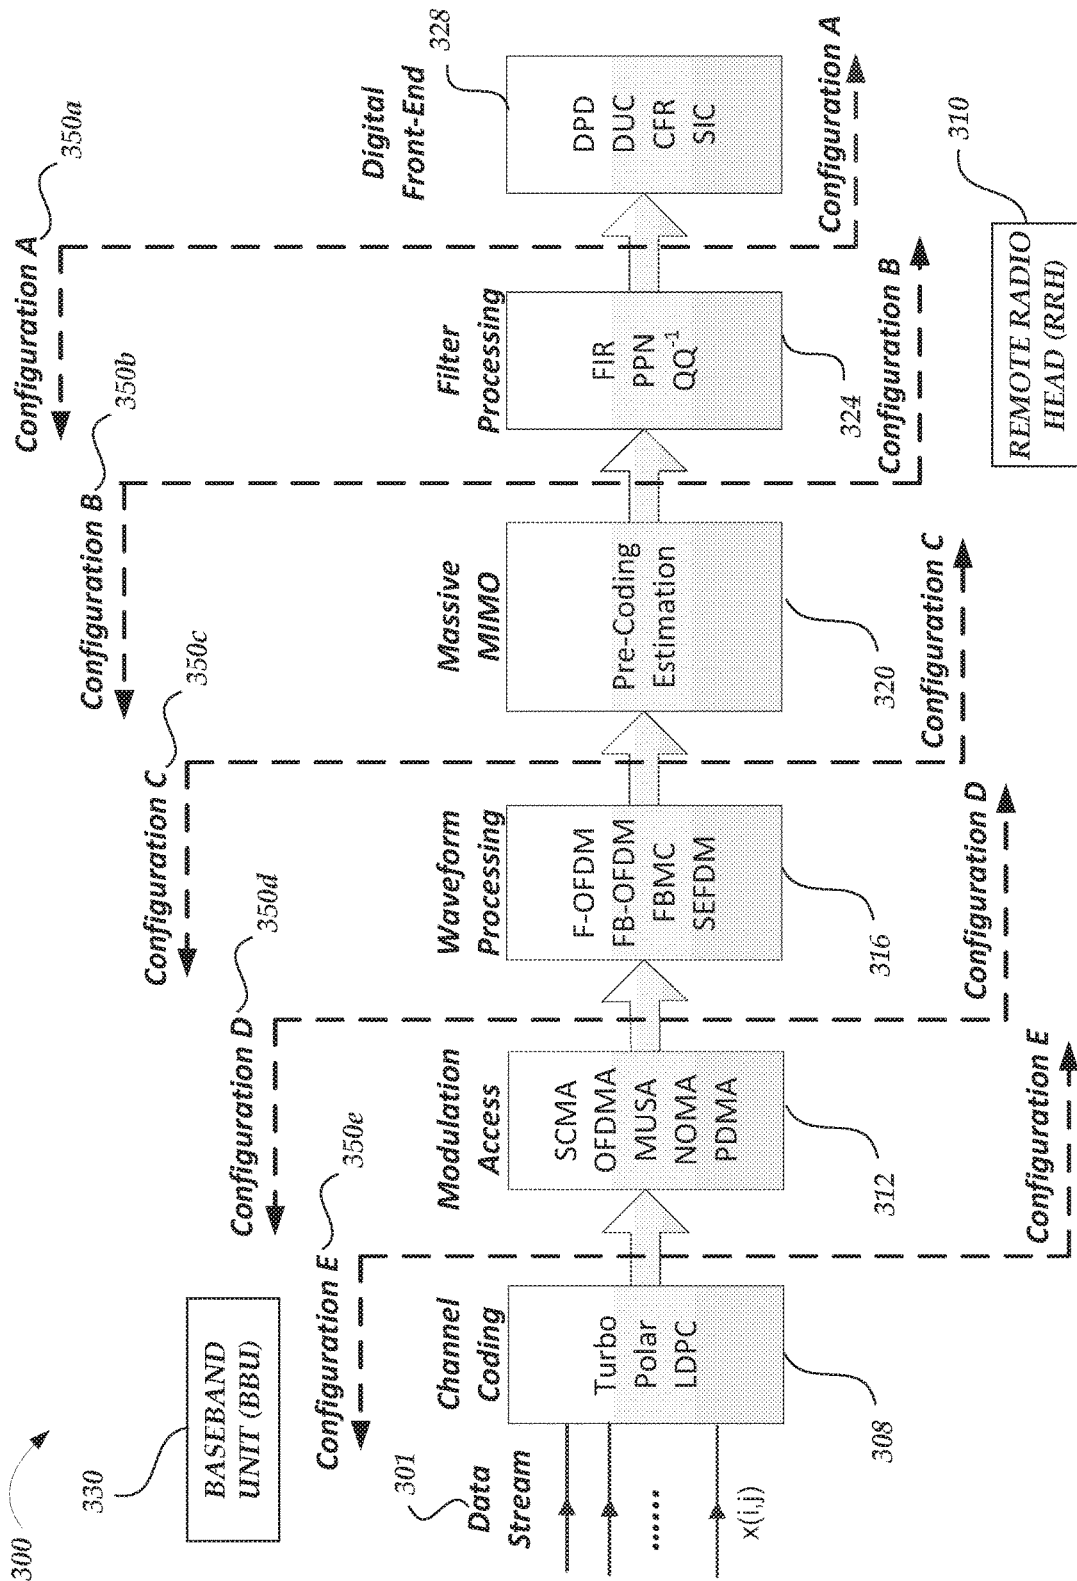 300
330
BASEBAND
UNIT (BBU)
Configuration E
350e
Configuration D
350d
Configuration C
350c
Configuration B
350b
Configuration A
350a
301
Data
Stream
......
x(i,j)
Channel
Coding
Turbo
Polar
LDPC
308
Modulation
Access
SCMA
OFDMA
MUSA
NOMA
PDMA
312
Waveform
Processing
F-OFDM
FB-OFDM
FBMC
SEFDM
316
Massive
MIMO
Pre-Coding
Estimation
320
Filter
Processing
FIR
PPN
QQ⁻¹
324
Digital
Front-End
328
DPD
DUC
CFR
SIC
Configuration E
Configuration D
Configuration C
Configuration B
Configuration A
310
REMOTE RADIO
HEAD (RRH)